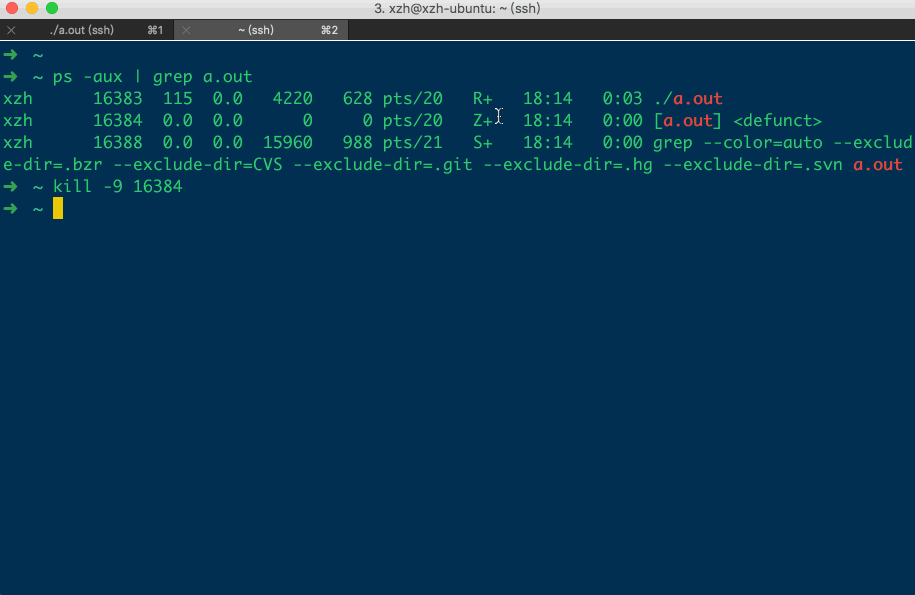 3. xzh@xzh-ubuntu: ~ (ssh)
./a.out (ssh) ⌘1 ~ (ssh) ⌘2
➜ ~
➜ ~ ps -aux | grep a.out
xzh 16383 115 0.0 4220 628 pts/20 R+ 18:14 0:03 ./a.out
xzh 16384 0.0 0.0 0 0 pts/20 Z+ 18:14 0:00 [a.out] <defunct>
xzh 16388 0.0 0.0 15960 988 pts/21 S+ 18:14 0:00 grep --color=auto --exclud
e-dir=.bzr --exclude-dir=CVS --exclude-dir=.git --exclude-dir=.hg --exclude-dir=.svn a.out
➜ ~ kill -9 16384
➜ ~